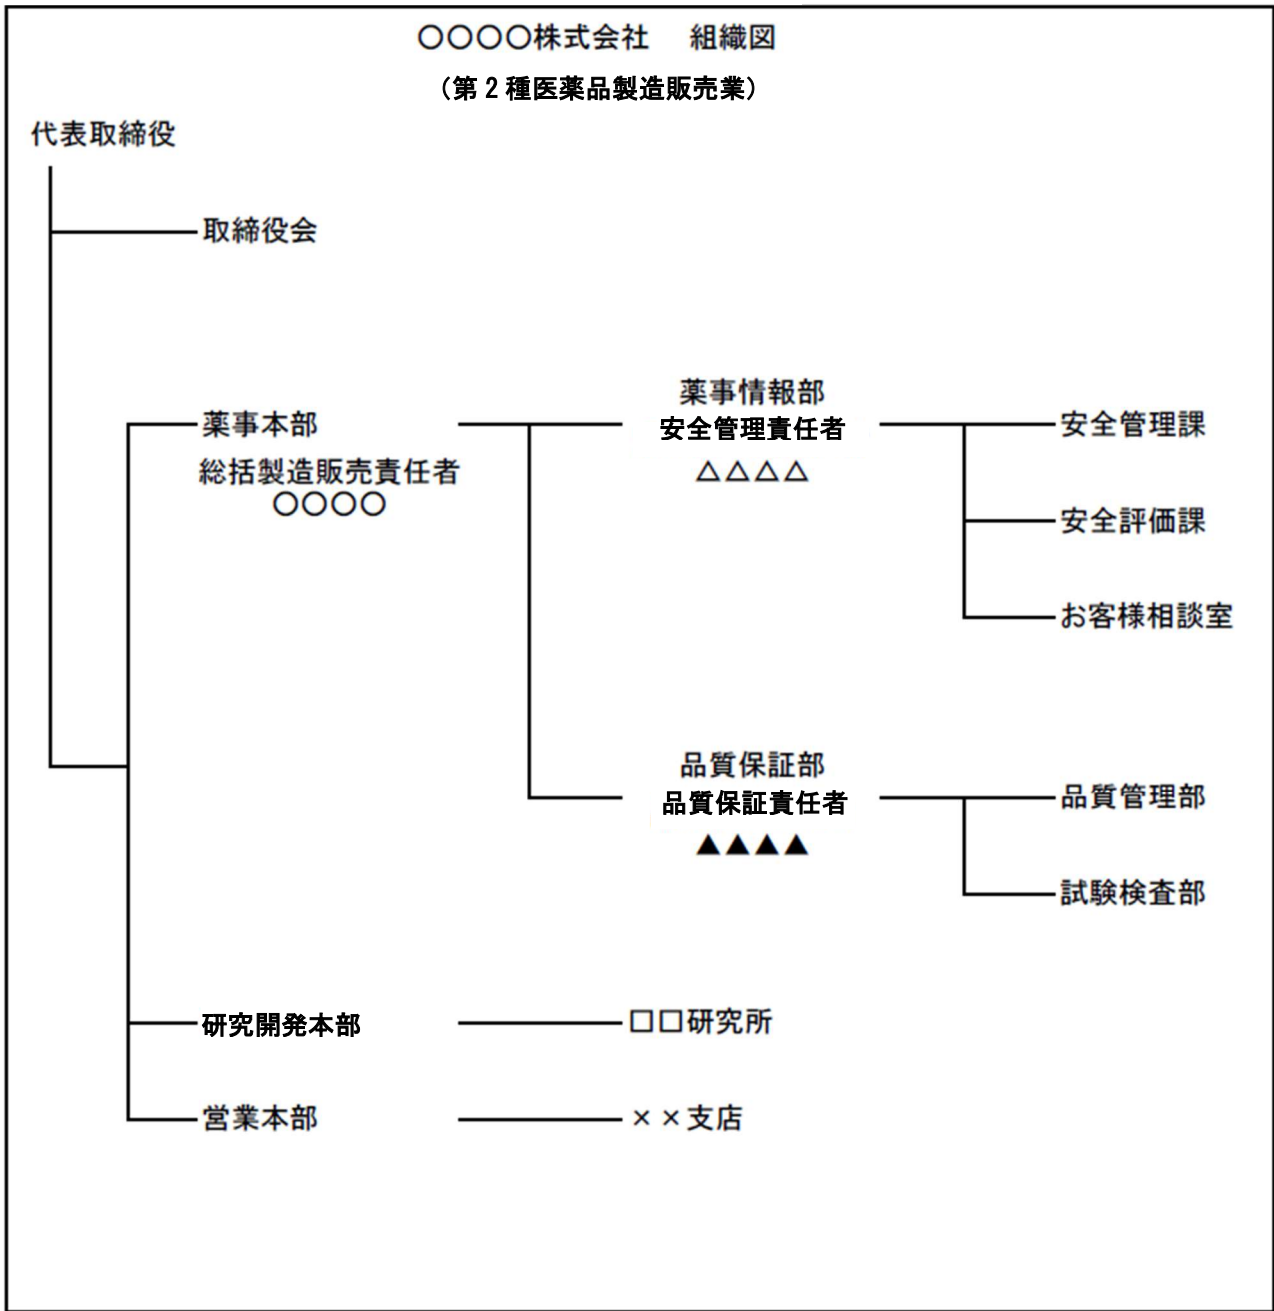 〇〇〇〇株式会社　組織図
（第２種医薬品製造販売業）
代表取締役
取締役会
薬事本部
総括製造販売責任者
〇〇〇〇
薬事情報部
安全管理責任者
△△△△
安全管理課
安全評価課
お客様相談室
品質保証部
品質保証責任者
▲▲▲▲
品質管理部
試験検査部
研究開発本部
□□研究所
営業本部
××支店